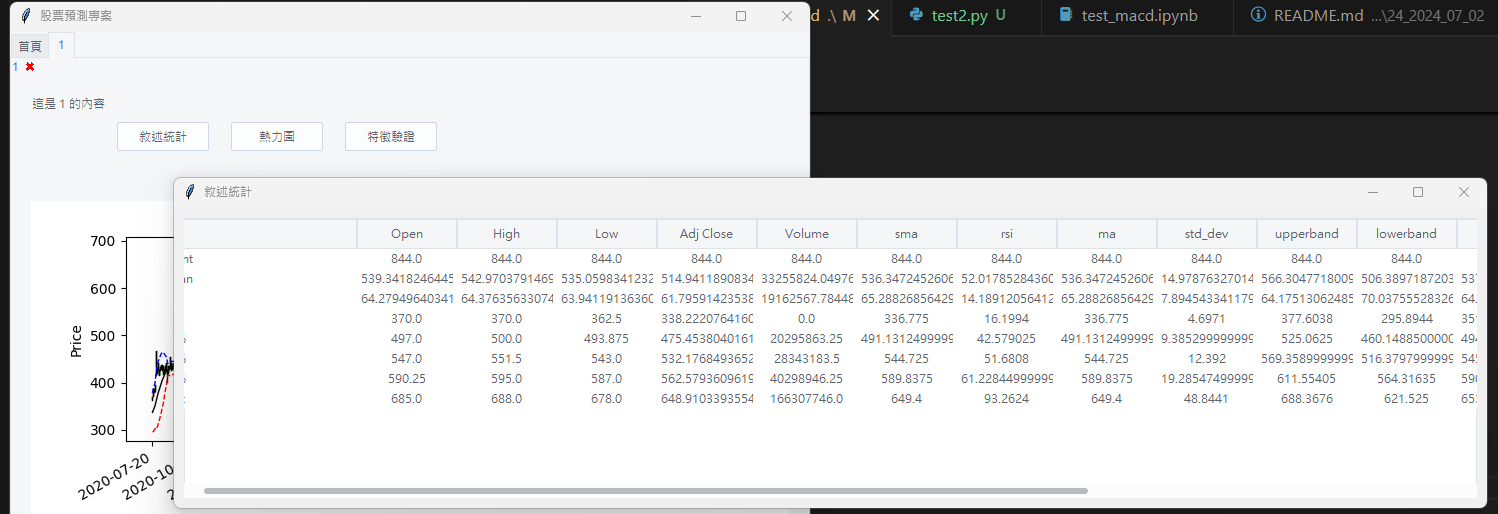 股票預測專案
d .\ M
test2.py U
test_macd.ipynb
README.md ...\24_2024_07_02
首頁 1
1
這是 1 的內容
敘述統計 熱力圖 特徵驗證
敘述統計
Open High Low Adj Close Volume sma rsi ma std_dev upperband lowerband
nt 844.0 844.0 844.0 844.0 844.0 844.0 844.0 844.0 844.0 844.0 844.0
an 539.3418246445 542.9703791469 535.0598341232 514.9411890834 33255824.04976 536.3472452606 52.01785284360 536.3472452606 14.97876327014 566.3047718009 506.3897187203 537
64.27949640341 64.37635633074 63.94119136360 61.79591423538 19162567.78448 65.28826856429 14.18912056412 65.28826856429 7.894543341179 64.17513062485 70.03755528326 64.
370.0 370.0 362.5 338.2220764160 0.0 336.775 16.1994 336.775 4.6971 377.6038 295.8944 351
497.0 500.0 493.875 475.4538040161 20295863.25 491.1312499999 42.579025 491.1312499999 9.385299999999 525.0625 460.1488500000 494
547.0 551.5 543.0 532.1768493652 28343183.5 544.725 51.6808 544.725 12.392 569.3589999999 516.3797999999 545
590.25 595.0 587.0 562.5793609619 40298946.25 589.8375 61.22844999999 589.8375 19.28547499999 611.55405 564.31635 590
685.0 688.0 678.0 648.9103393554 166307746.0 649.4 93.2624 649.4 48.8441 688.3676 621.525 653
700
600
500
400
300
Price
2020-07-20
2020-10